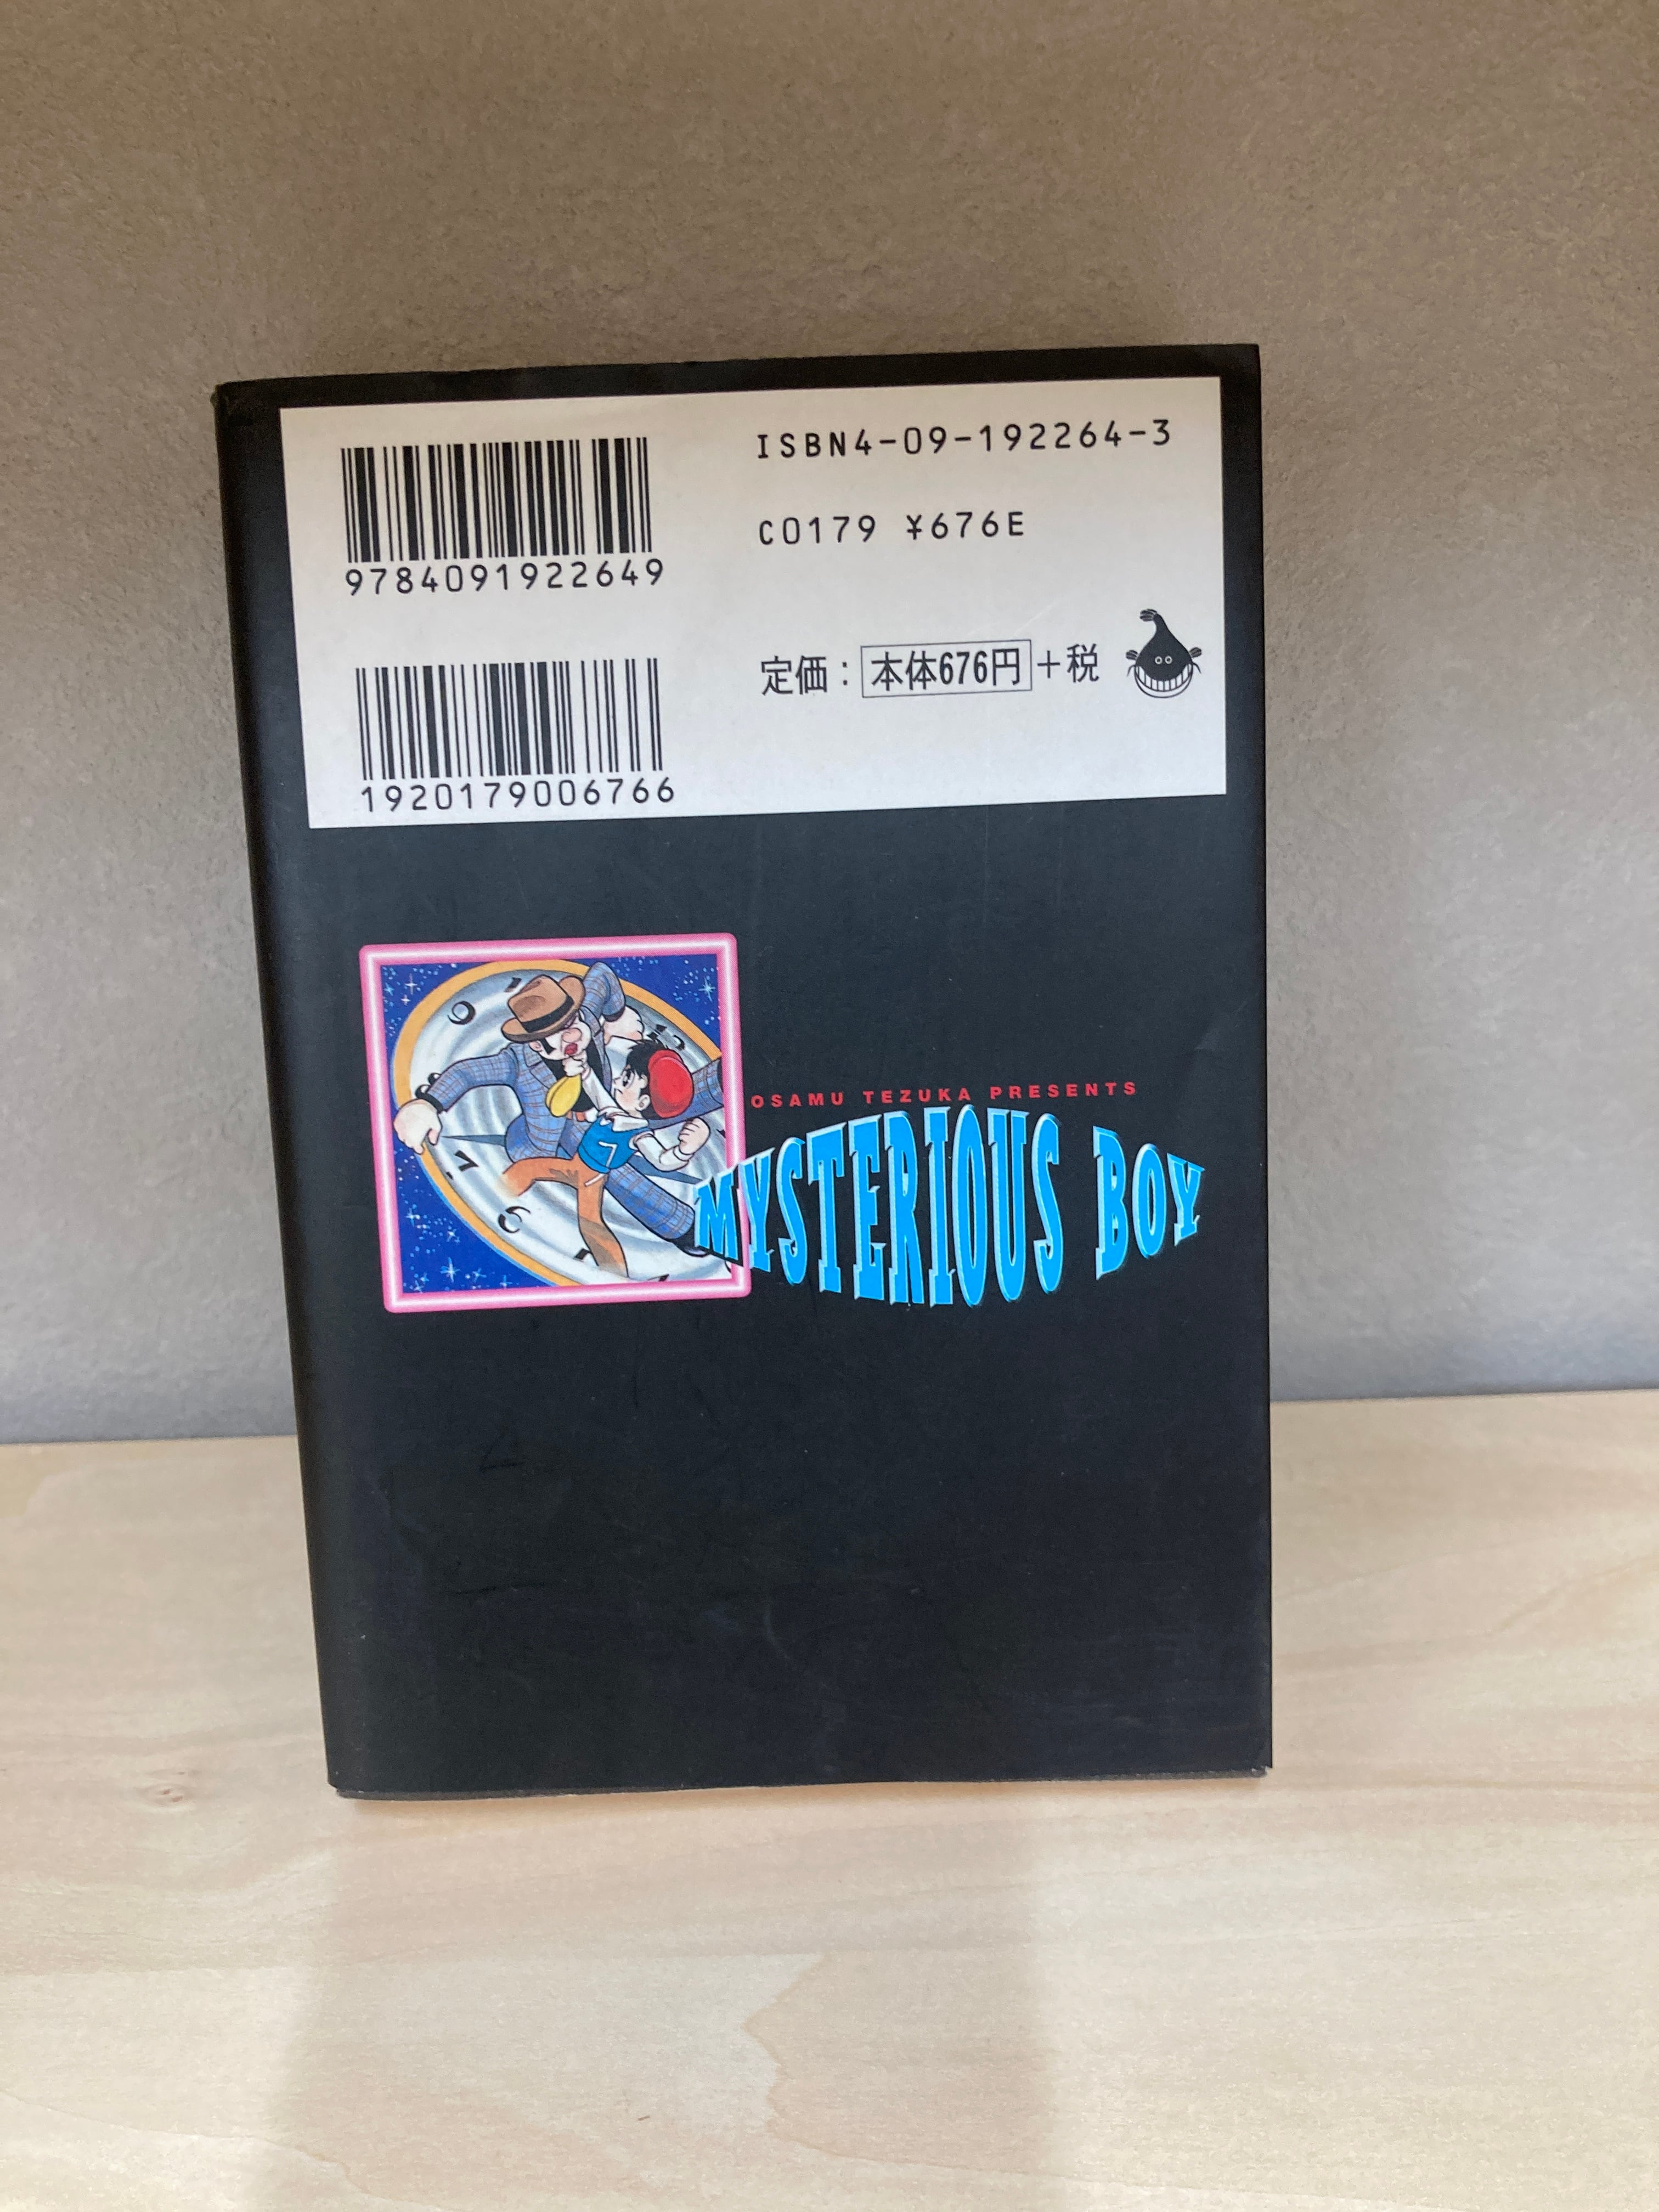 ISBN4-09-192264-3
C0179 ¥676E
9784091922649
定価：本体676円+税
1920179006766
OSAMU TEZUKA PRESENTS
MYSTERIOUS BOY